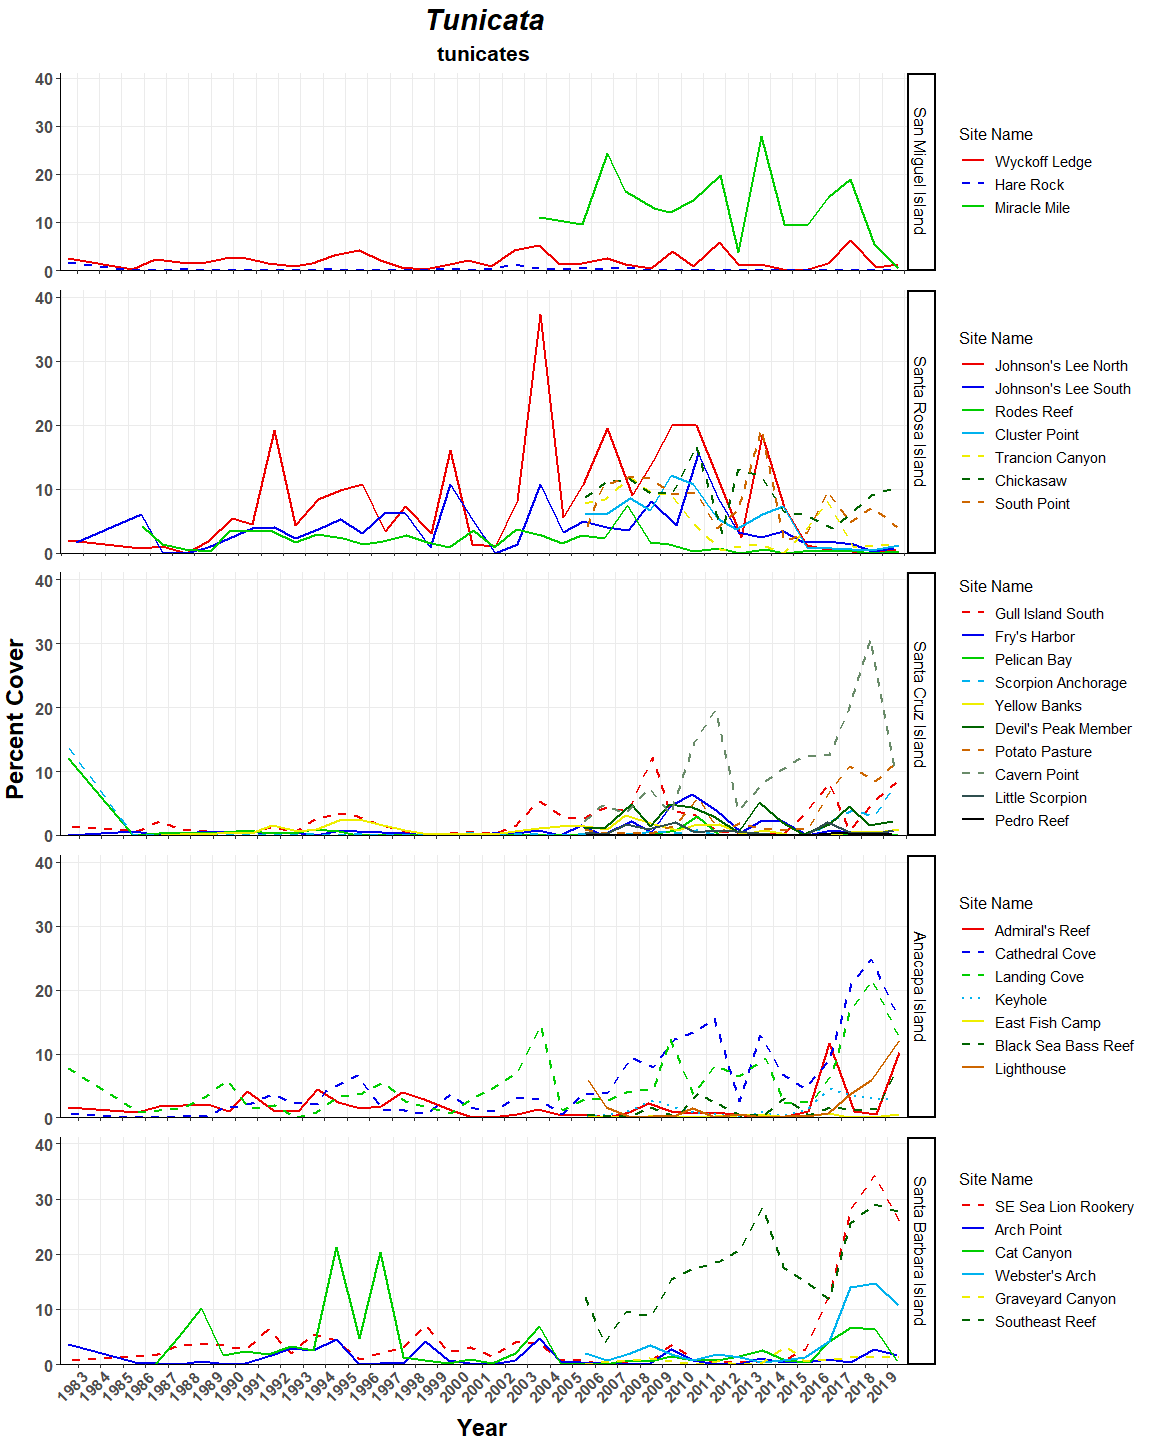 Tunicata
tunicates
Percent Cover
40
30
20
10
0
San Miguel Island
Site Name
Wyckoff Ledge
Hare Rock
Miracle Mile
40
30
20
10
0
Santa Rosa Island
Site Name
Johnson's Lee North
Johnson's Lee South
Rodes Reef
Cluster Point
Trancion Canyon
Chickasaw
South Point
40
30
20
10
0
Santa Cruz Island
Site Name
Gull Island South
Fry's Harbor
Pelican Bay
Scorpion Anchorage
Yellow Banks
Devil's Peak Member
Potato Pasture
Cavern Point
Little Scorpion
Pedro Reef
40
30
20
10
0
Anacapa Island
Site Name
Admiral's Reef
Cathedral Cove
Landing Cove
Keyhole
East Fish Camp
Black Sea Bass Reef
Lighthouse
40
30
20
10
0
Santa Barbara Island
Site Name
SE Sea Lion Rookery
Arch Point
Cat Canyon
Webster's Arch
Graveyard Canyon
Southeast Reef
1983 1984 1985 1986 1987 1988 1989 1990 1991 1992 1993 1994 1995 1996 1997 1998 1999 2000 2001 2002 2003 2004 2005 2006 2007 2008 2009 2010 2011 2012 2013 2014 2015 2016 2017 2018 2019
Year